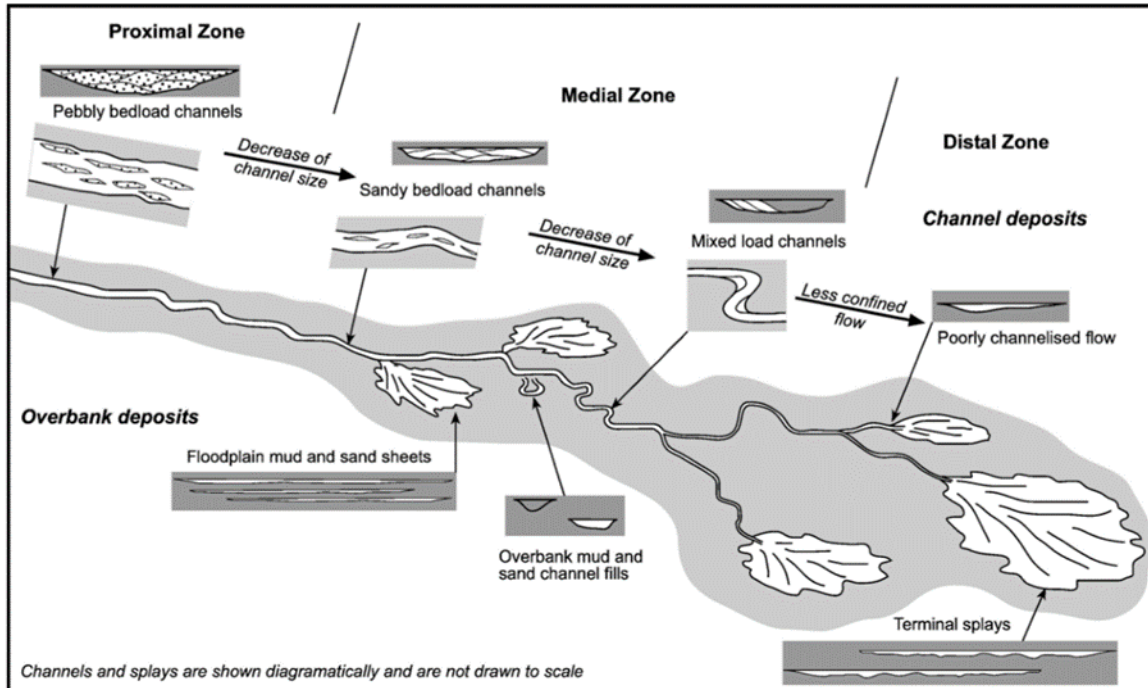 Proximal Zone
Pebbly bedload channels
Medial Zone
Decrease of
channel size
Sandy bedload channels
Distal Zone
Decrease of
channel size
Mixed load channels
Channel deposits
Less confined
flow
Poorly channelised flow
Overbank deposits
Floodplain mud and sand sheets
Overbank mud and
sand channel fills
Terminal splays
Channels and splays are shown diagramatically and are not drawn to scale